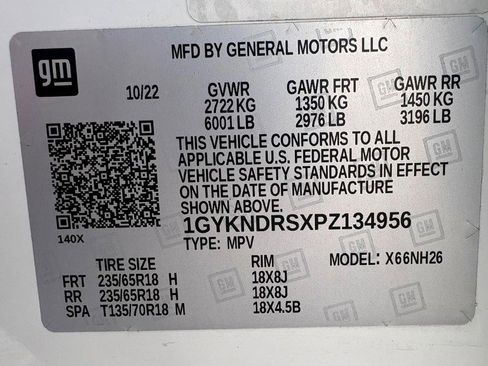 gm
MFD BY GENERAL MOTORS LLC
10/22 GVWR GAWR FRT GAWR RR
2722 KG 1350 KG 1450 KG
6001 LB 2976 LB 3196 LB
THIS VEHICLE CONFORMS TO ALL
APPLICABLE U.S. FEDERAL MOTOR
VEHICLE SAFETY STANDARDS IN EFFECT
ON THE DATE OF MANUFACTURE
SHOWN ABOVE.
140X 1GYKNDRSXPZ134956
TYPE: MPV
TIRE SIZE RIM MODEL: X66NH26
FRT 235/65R18 H 18X8J
RR 235/65R18 H 18X8J
SPA T135/70R18 M 18X4.5B